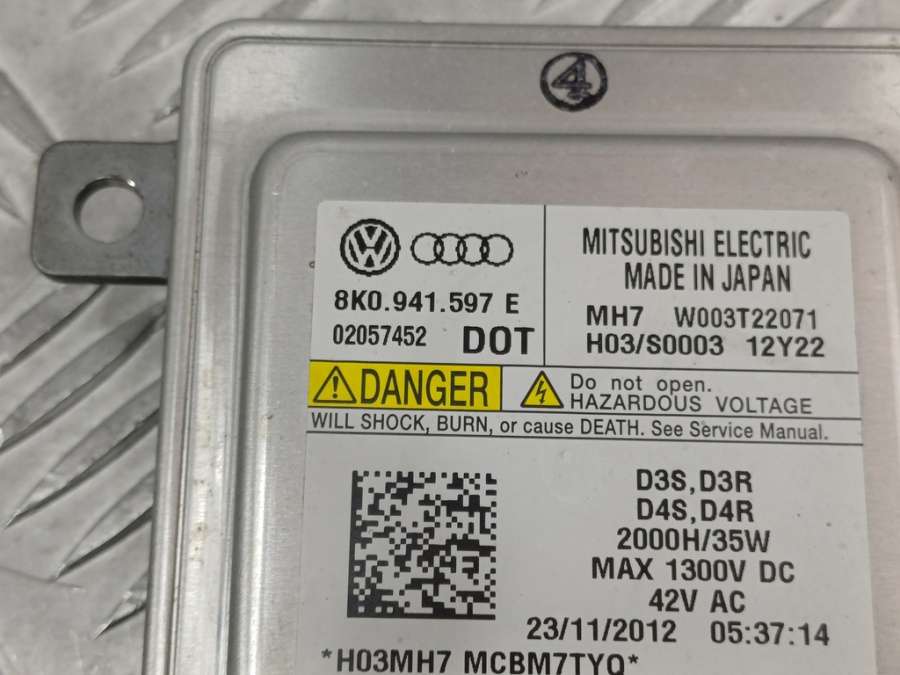 4
8K0.941.597 E
02057452 DOT
MITSUBISHI ELECTRIC
MADE IN JAPAN
MH7 W003T22071
H03/S0003 12Y22
DANGER
Do not open.
HAZARDOUS VOLTAGE
WILL SHOCK, BURN, or cause DEATH. See Service Manual.
D3S,D3R
D4S,D4R
2000H/35W
MAX 1300V DC
42V AC
23/11/2012 05:37:14
*H03MH7 MCBM7TYQ*